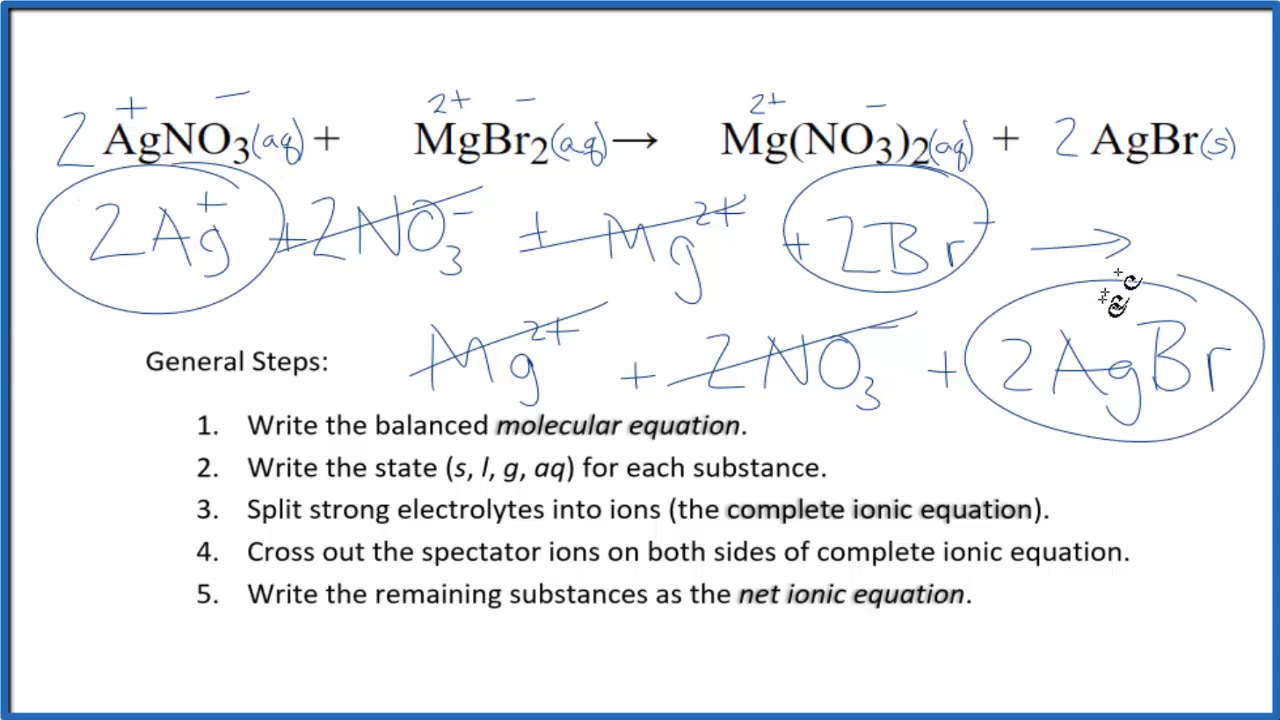 + − 2+ − 2+ −
2 AgNO₃(aq) + MgBr₂(aq) → Mg(NO₃)₂(aq) + 2 AgBr(s)
2Ag⁺ + 2NO₃⁻ + Mg²⁺ + 2Br⁻ →
Mg²⁺ + 2NO₃⁻ + 2AgBr
General Steps:
1. Write the balanced molecular equation.
2. Write the state (s, l, g, aq) for each substance.
3. Split strong electrolytes into ions (the complete ionic equation).
4. Cross out the spectator ions on both sides of complete ionic equation.
5. Write the remaining substances as the net ionic equation.